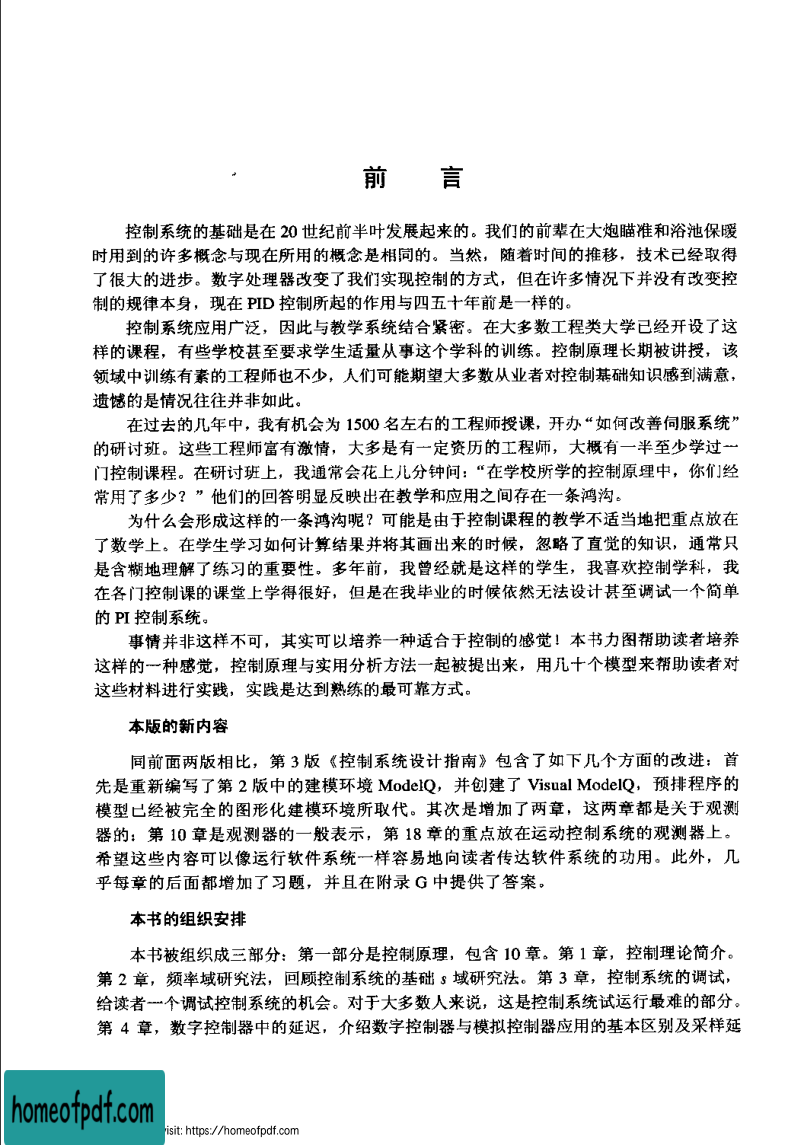 前 言
控制系统的基础是在 20 世纪前半叶发展起来的。我们的前辈在大炮瞄准和浴池保暖
时用到的许多概念与现在所用的概念是相同的。当然，随着时间的推移，技术已经取得
了很大的进步。数字处理器改变了我们实现控制的方式，但在许多情况下并没有改变控
制的规律本身，现在 PID 控制所起的作用与四五十年前是一样的。
控制系统应用广泛，因此与教学系统结合紧密。在大多数工程类大学已经开设了这
样的课程，有些学校甚至要求学生适量从事这个学科的训练。控制原理长期被讲授，该
领域中训练有素的工程师也不少，人们可能期望大多数从业者对控制基础知识感到满意，
遗憾的是情况往往并非如此。
在过去的几年中，我有机会为 1500 名左右的工程师授课，开办“如何改善伺服系统”
的研讨班。这些工程师富有激情，大多是有一定资历的工程师，大概有一半至少学过一
门控制课程。在研讨班上，我通常会花上几分钟问：“在学校所学的控制原理中，你们经
常用了多少？”他们的回答明显反映出在教学和应用之间存在一条鸿沟。
为什么会形成这样的一条鸿沟呢？可能是由于控制课程的教学不适当地把重点放在
了数学上。在学生学习如何计算结果并将其画出来的时候，忽略了直觉的知识，通常只
是含糊地理解了练习的重要性。多年前，我曾经就是这样的学生，我喜欢控制学科，我
在各门控制课的课堂上学得很好，但是在我毕业的时候依然无法设计甚至调试一个简单
的 PI 控制系统。
事情并非这样不可，其实可以培养一种适合于控制的感觉！本书力图帮助读者培养
这样的一种感觉，控制原理与实用分析方法一起被提出来，用几十个模型来帮助读者对
这些材料进行实践，实践是达到熟练的最可靠方式。
本版的新内容
同前面两版相比，第 3 版《控制系统设计指南》包含了如下几个方面的改进：首
先是重新编写了第 2 版中的建模环境 ModelQ，并创建了 Visual ModelQ，预排程序的
模型已经被完全的图形化建模环境所取代。其次是增加了两章，这两章都是关于观测
器的：第 10 章是观测器的一般表示，第 18 章的重点放在运动控制系统的观测器上。
希望这些内容可以像运行软件系统一样容易地向读者传达软件系统的功用。此外，几
乎每章的后面都增加了习题，并且在附录 G 中提供了答案。
本书的组织安排
本书被组织成三部分：第一部分是控制原理，包含 10 章。第 1 章，控制理论简介。
第 2 章，频率域研究法，回顾控制系统的基础 s 域研究法。第 3 章，控制系统的调试，
给读者一个调试控制系统的机会。对于大多数人来说，这是控制系统试运行最难的部分。
第 4 章，数字控制器中的延迟，介绍数字控制器与模拟控制器应用的基本区别及采样延
homeofpdf.com
visit: https://homeofpdf.com